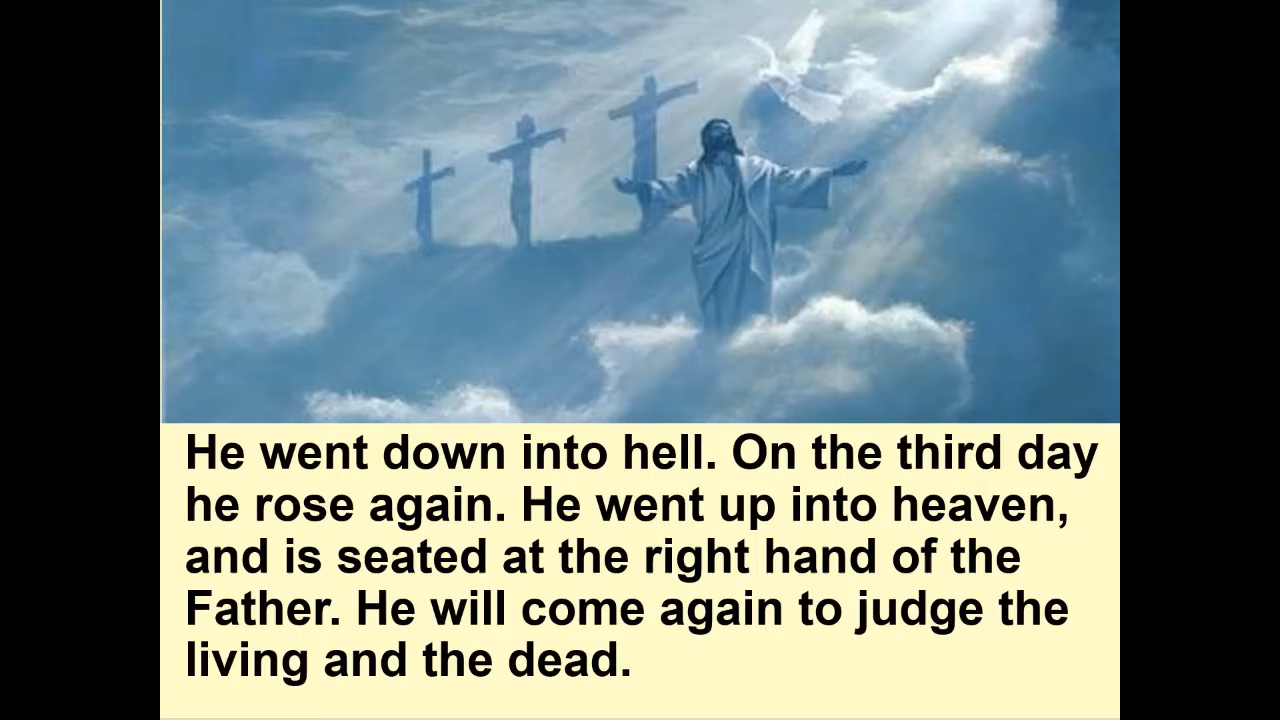 He went down into hell. On the third day
he rose again. He went up into heaven,
and is seated at the right hand of the
Father. He will come again to judge the
living and the dead.